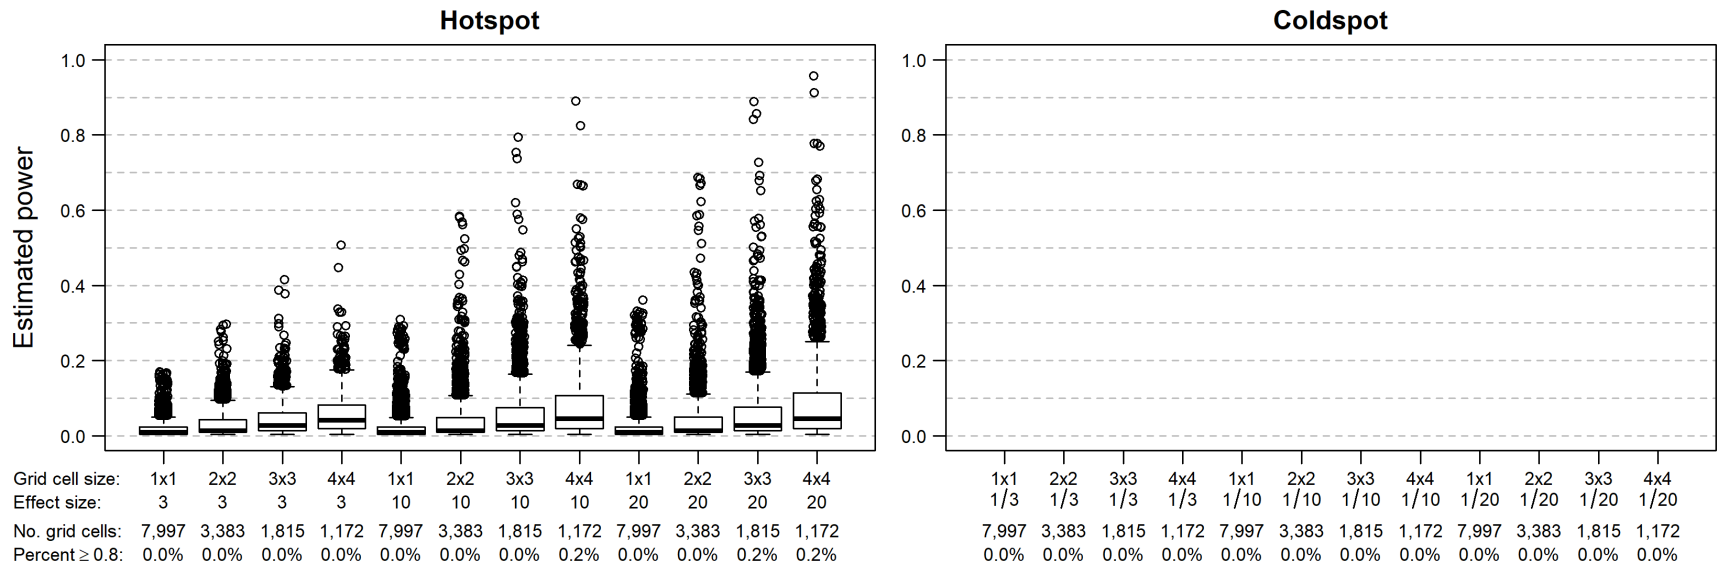 Hotspot Coldspot
Estimated power
1.0 1.0
0.8 0.8
0.6 0.6
0.4 0.4
0.2 0.2
0.0 0.0
Grid cell size: 1x1 2x2 3x3 4x4 1x1 2x2 3x3 4x4 1x1 2x2 3x3 4x4 1x1 2x2 3x3 4x4 1x1 2x2 3x3 4x4 1x1 2x2 3x3 4x4
Effect size: 3 3 3 3 10 10 10 10 20 20 20 20 1/3 1/3 1/3 1/3 1/10 1/10 1/10 1/10 1/20 1/20 1/20 1/20
No. grid cells: 7,997 3,383 1,815 1,172 7,997 3,383 1,815 1,172 7,997 3,383 1,815 1,172 7,997 3,383 1,815 1,172 7,997 3,383 1,815 1,172 7,997 3,383 1,815 1,172
Percent ≥ 0.8: 0.0% 0.0% 0.0% 0.0% 0.0% 0.0% 0.0% 0.2% 0.0% 0.0% 0.2% 0.2% 0.0% 0.0% 0.0% 0.0% 0.0% 0.0% 0.0% 0.0% 0.0% 0.0% 0.0% 0.0%